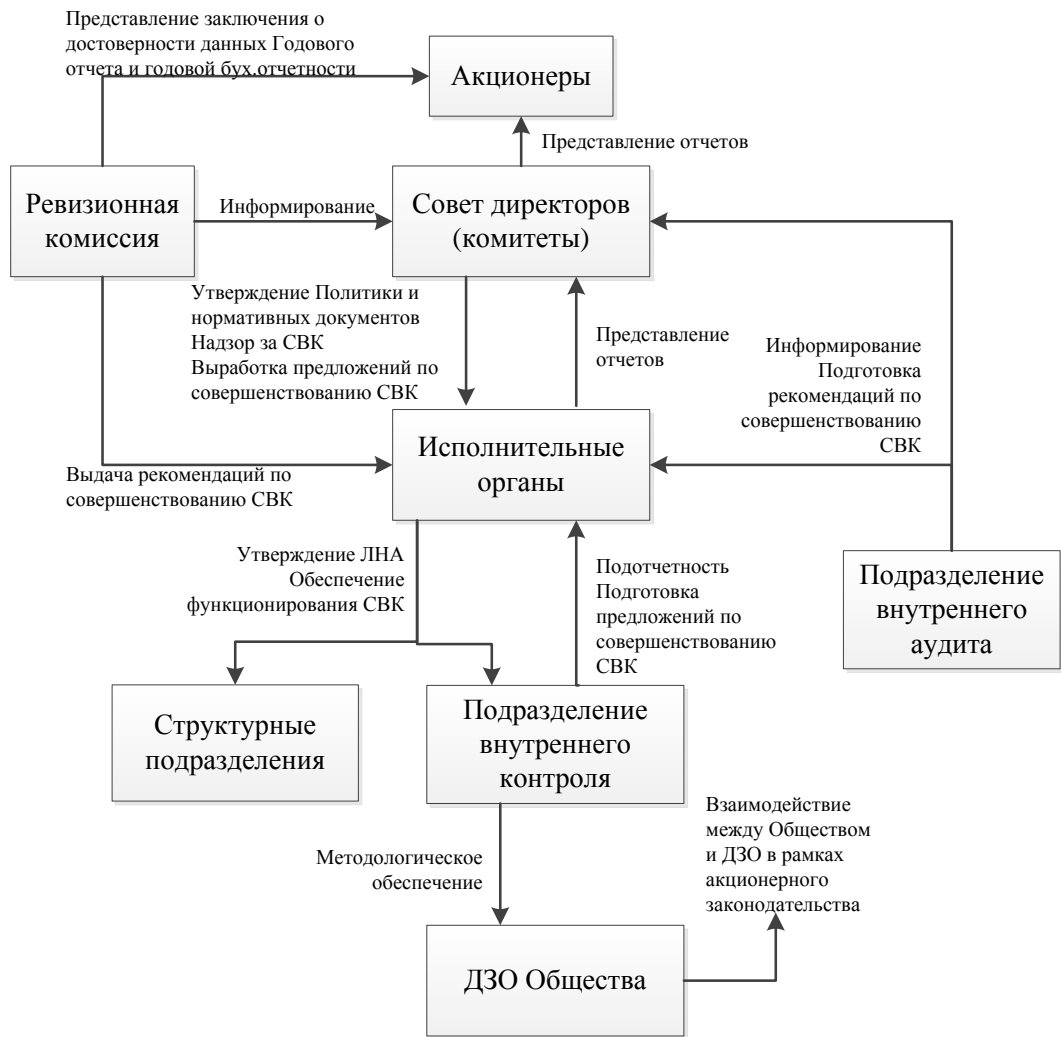 Представление заключения о
достоверности данных Годового
отчета и годовой бух.отчетности
Акционеры
Представление отчетов
Ревизионная
комиссия
Информирование
Совет директоров
(комитеты)
Утверждение Политики и
нормативных документов
Надзор за СВК
Выработка предложений по
совершенствованию СВК
Представление
отчетов
Информирование
Подготовка
рекомендаций по
совершенствованию
СВК
Исполнительные
органы
Выдача рекомендаций по
совершенствованию СВК
Утверждение ЛНА
Обеспечение
функционирования СВК
Подотчетность
Подготовка
предложений по
совершенствованию
СВК
Подразделение
внутреннего
аудита
Структурные
подразделения
Подразделение
внутреннего
контроля
Методологическое
обеспечение
Взаимодействие
между Обществом
и ДЗО в рамках
акционерного
законодательства
ДЗО Общества